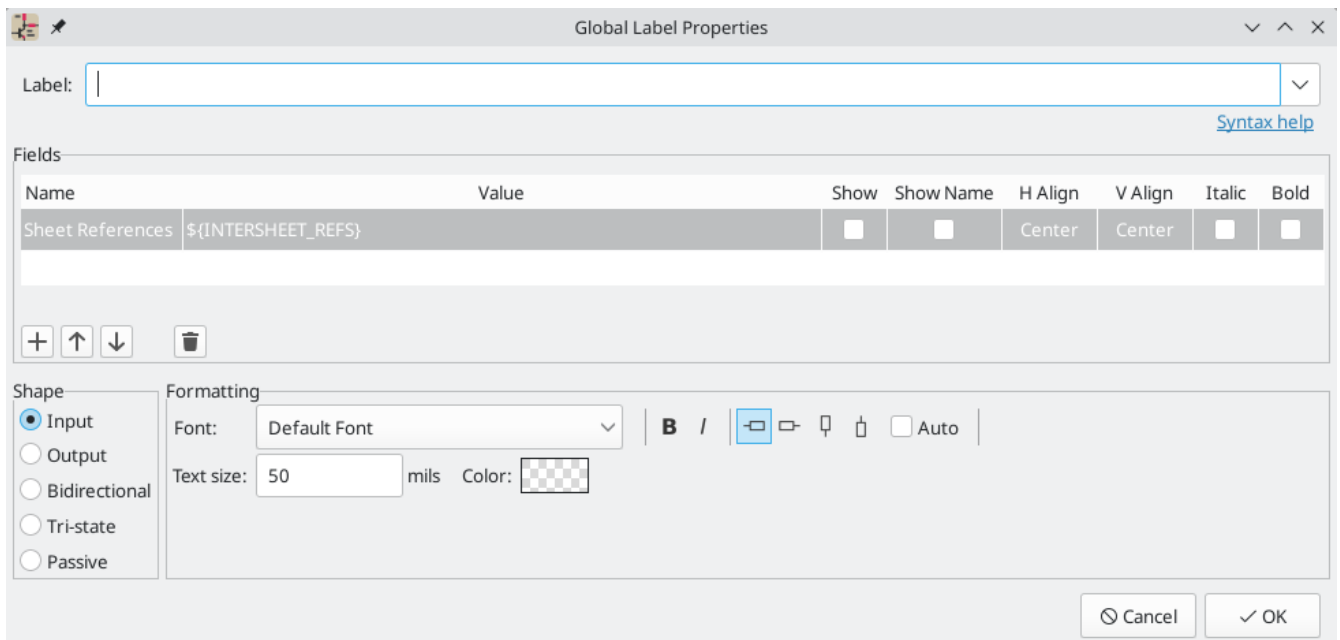 Global Label Properties
Label:
Syntax help
Fields
Name Value Show Show Name H Align V Align Italic Bold
Sheet References ${INTERSHEET_REFS} Center Center
Shape
Formatting
Input
Font: Default Font B I Auto
Output
Text size: 50 mils Color:
Bidirectional
Tri-state
Passive
Cancel OK